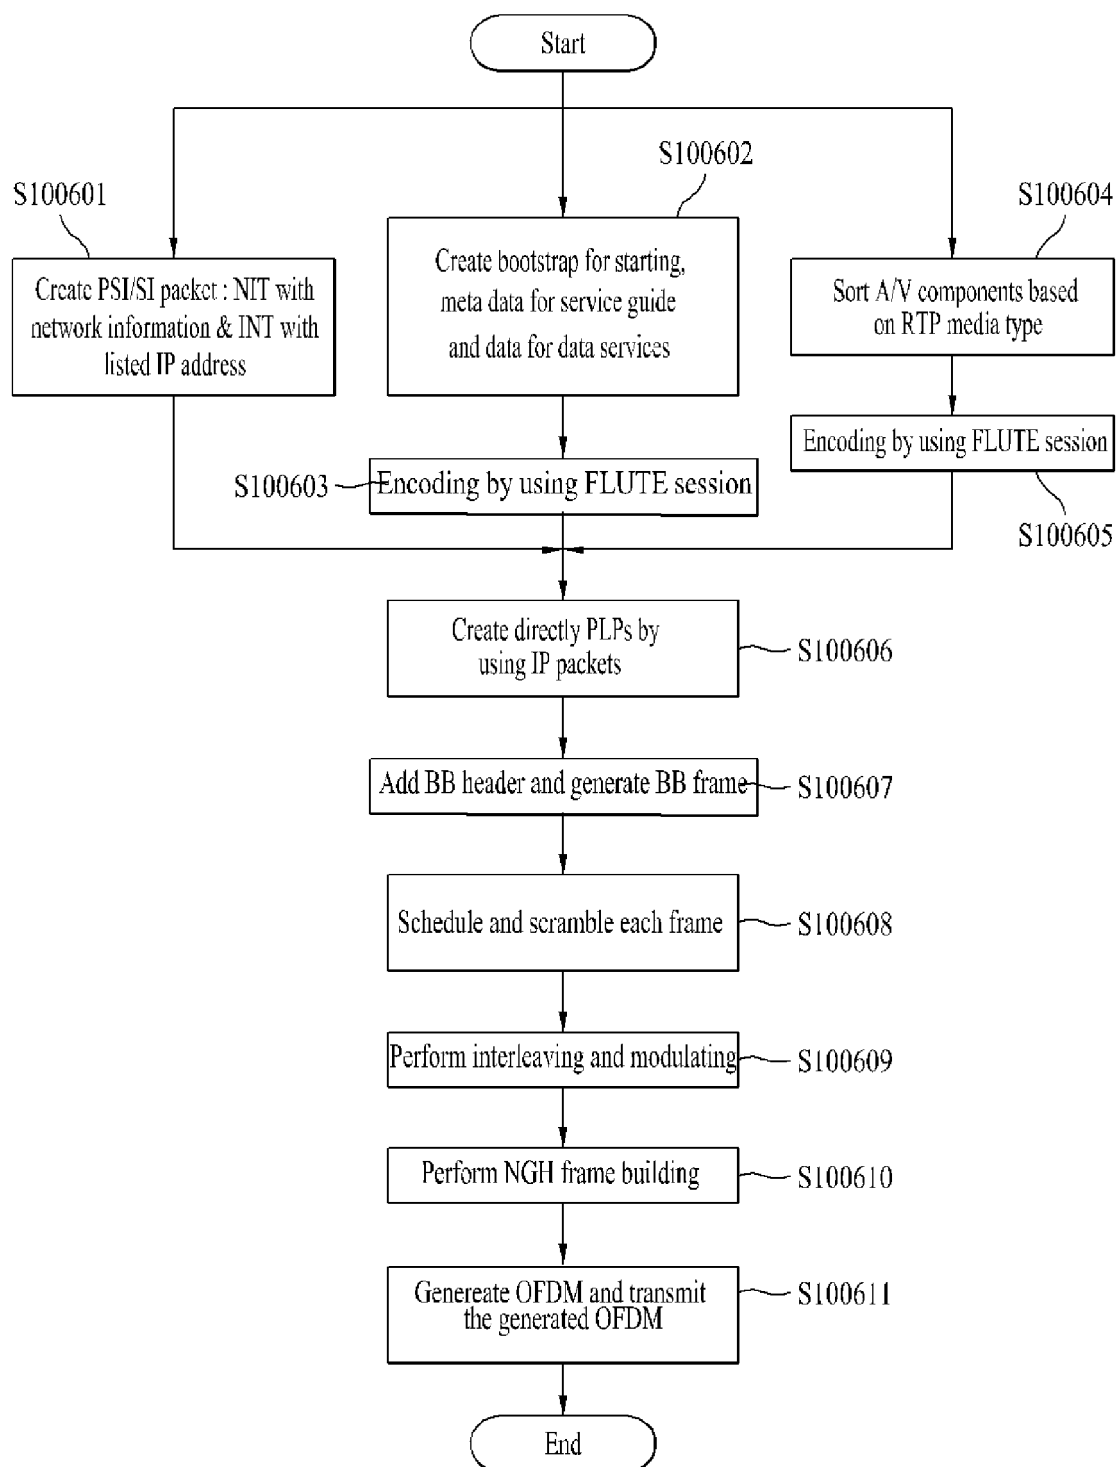 Start
S100601
Create PSI/SI packet : NIT with
network information & INT with
listed IP address
S100602
Create bootstrap for starting,
meta data for service guide
and data for data services
S100603
Encoding by using FLUTE session
S100604
Sort A/V components based
on RTP media type
Encoding by using FLUTE session
S100605
Create directly PLPs by
using IP packets
S100606
Add BB header and generate BB frame
S100607
Schedule and scramble each frame
S100608
Perform interleaving and modulating
S100609
Perform NGH frame building
S100610
Genereate OFDM and transmit
the generated OFDM
S100611
End